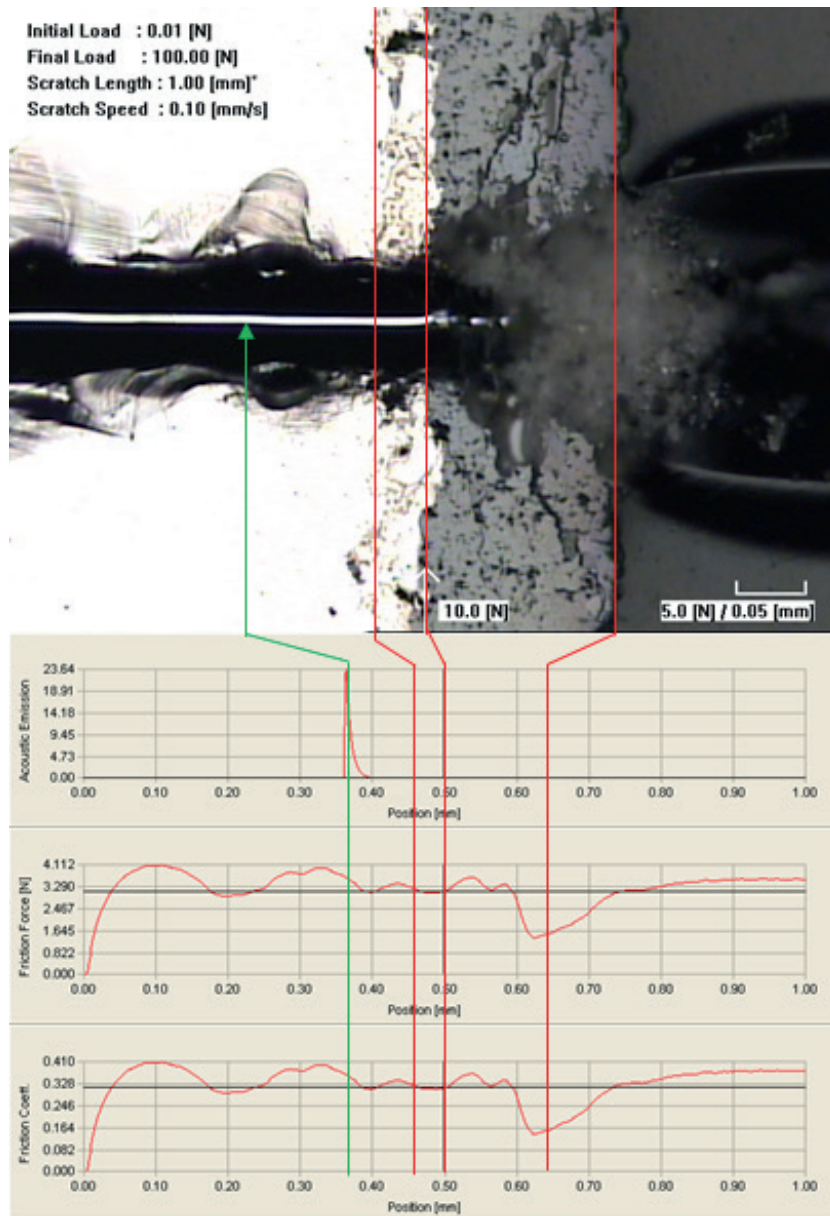 Initial Load : 0.01 [N]
Final Load : 100.00 [N]
Scratch Length : 1.00 [mm]*
Scratch Speed : 0.10 [mm/s]
10.0 [N]
5.0 [N] / 0.05 [mm]
Acoustic Emission
23.64
18.91
14.18
9.45
4.73
0.00
0.00 0.10 0.20 0.30 0.40 0.50 0.60 0.70 0.80 0.90 1.00
Position [mm]
Friction Force [N]
4.112
3.290
2.467
1.645
0.822
0.000
0.00 0.10 0.20 0.30 0.40 0.50 0.60 0.70 0.80 0.90 1.00
Position [mm]
Friction Coeff.
0.410
0.328
0.246
0.164
0.082
0.000
0.00 0.10 0.20 0.30 0.40 0.50 0.60 0.70 0.80 0.90 1.00
Position [mm]